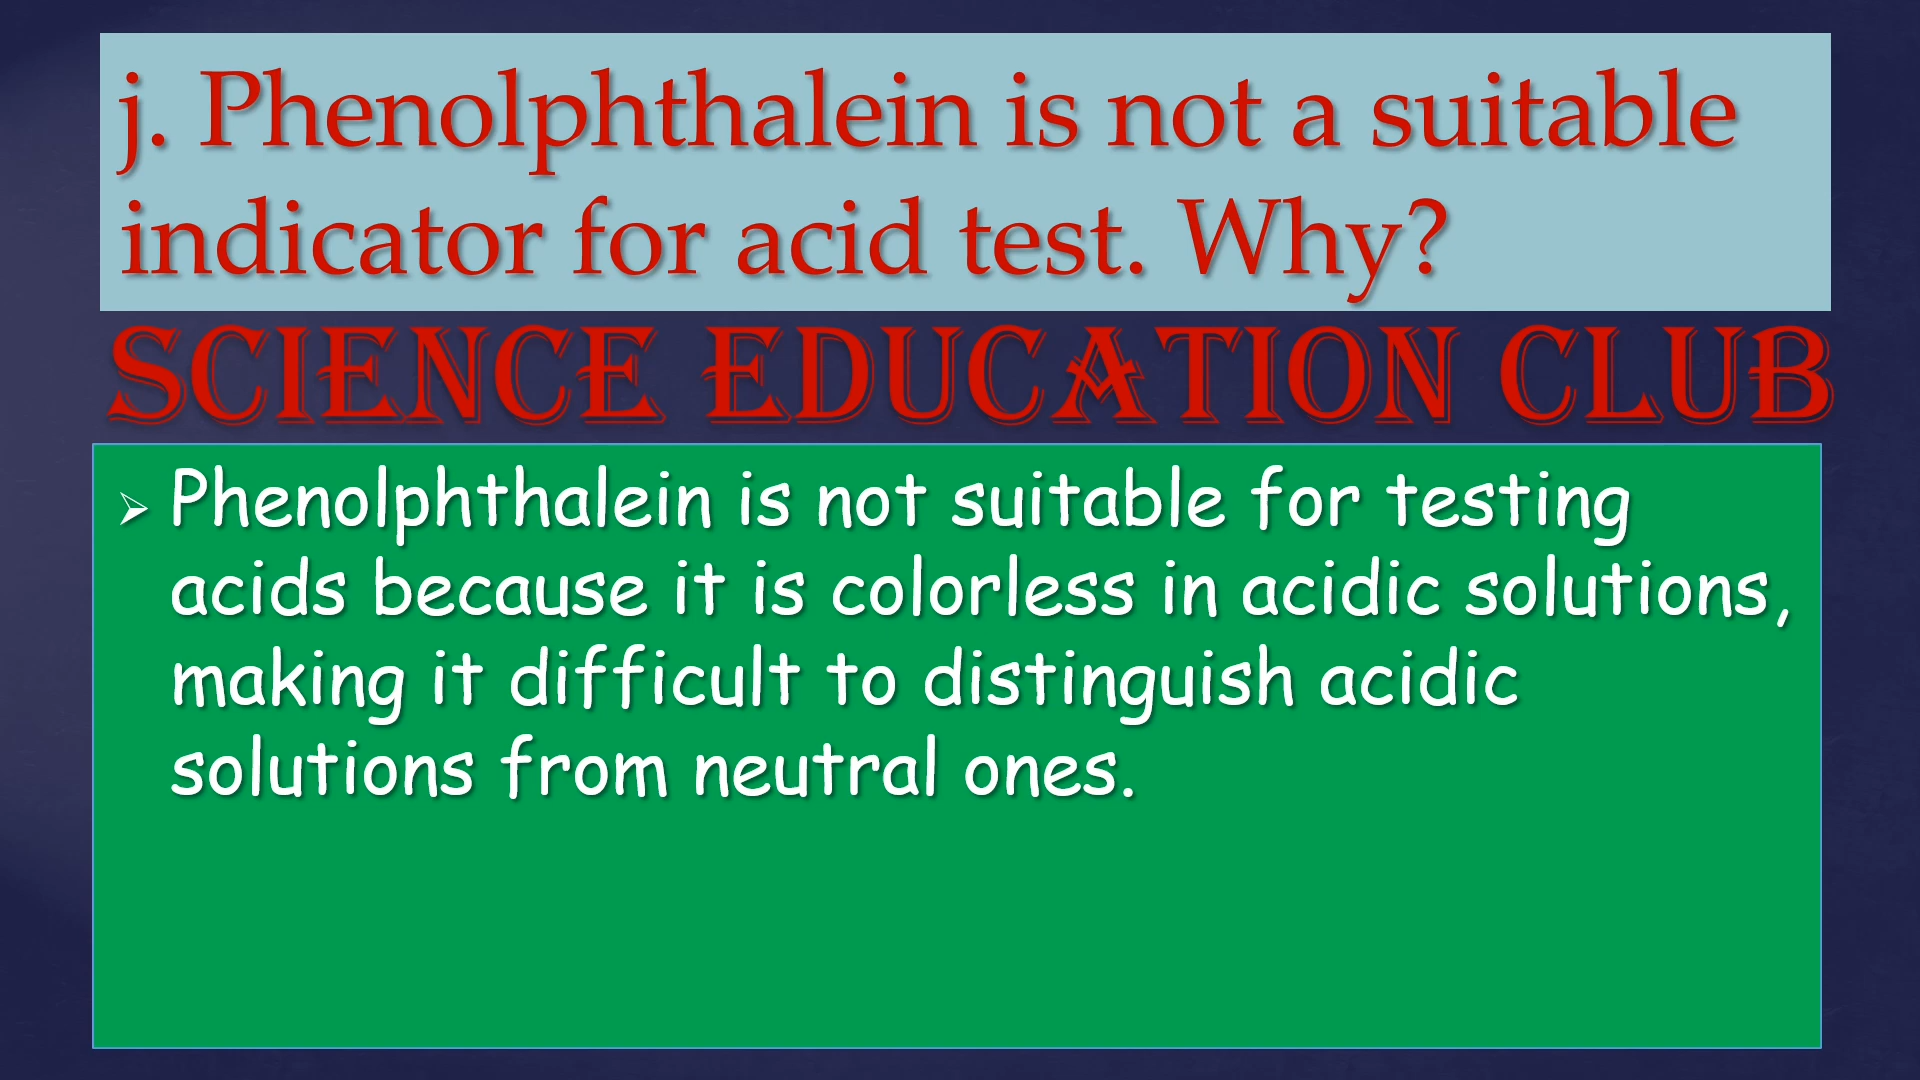 j. Phenolphthalein is not a suitable
indicator for acid test. Why?
SCIENCE EDUCATION CLUB
➢ Phenolphthalein is not suitable for testing
acids because it is colorless in acidic solutions,
making it difficult to distinguish acidic
solutions from neutral ones.